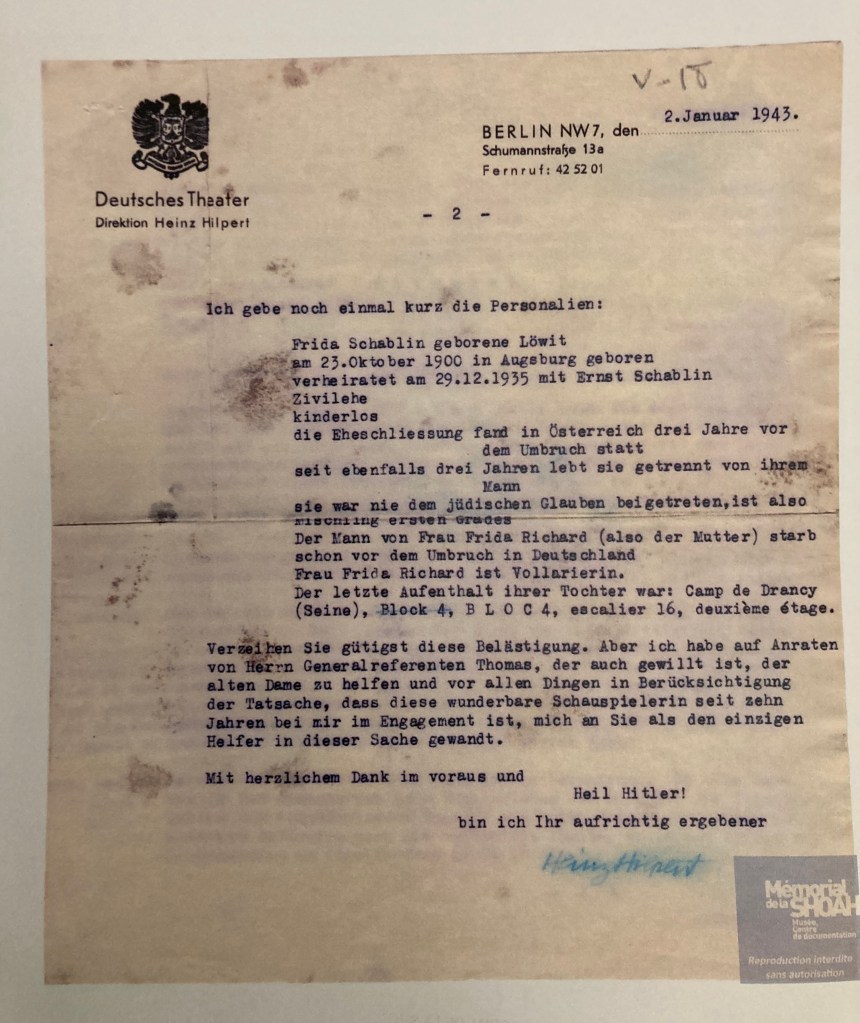 V-15
2.Januar 1943.
BERLIN NW7, den
Schumannstraße 13a
Fernruf: 42 52 01
Deutsches Theater
Direktion Heinz Hilpert
- 2 -
Ich gebe noch einmal kurz die Personalien:
Frida Schablin geborene Löwit
am 23.Oktober 1900 in Augsburg geboren
verheiratet am 29.12.1935 mit Ernst Schablin
Zivilehe
kinderlos
die Eheschliessung fand in Österreich drei Jahre vor
dem Umbruch statt
seit ebenfalls drei Jahren lebt sie getrennt von ihrem
Mann
sie war nie dem jüdischen Glauben beigetreten,ist also
Mischling ersten Grades
Der Mann von Frau Frida Richard (also der Mutter) starb
schon vor dem Umbruch in Deutschland
Frau Frida Richard ist Vollarierin.
Der letzte Aufenthalt ihrer Tochter war: Camp de Drancy
(Seine), Block 4, B L O C 4, escalier 16, deuxième étage.
Verzeihen Sie gütigst diese Belästigung. Aber ich habe auf Anraten
von Herrn Generalreferenten Thomas, der auch gewillt ist, der
alten Dame zu helfen und vor allen Dingen in Berücksichtigung
der Tatsache, dass diese wunderbare Schauspielerin seit zehn
Jahren bei mir im Engagement ist, mich an Sie als den einzigen
Helfer in dieser Sache gewandt.
Mit herzlichem Dank im voraus und
Heil Hitler!
bin ich Ihr aufrichtig ergebener
Heinz Hilpert
Mémorial
de la SHOAH
Musée,
Centre
de documentation
Reproduction interdite
sans autorisation